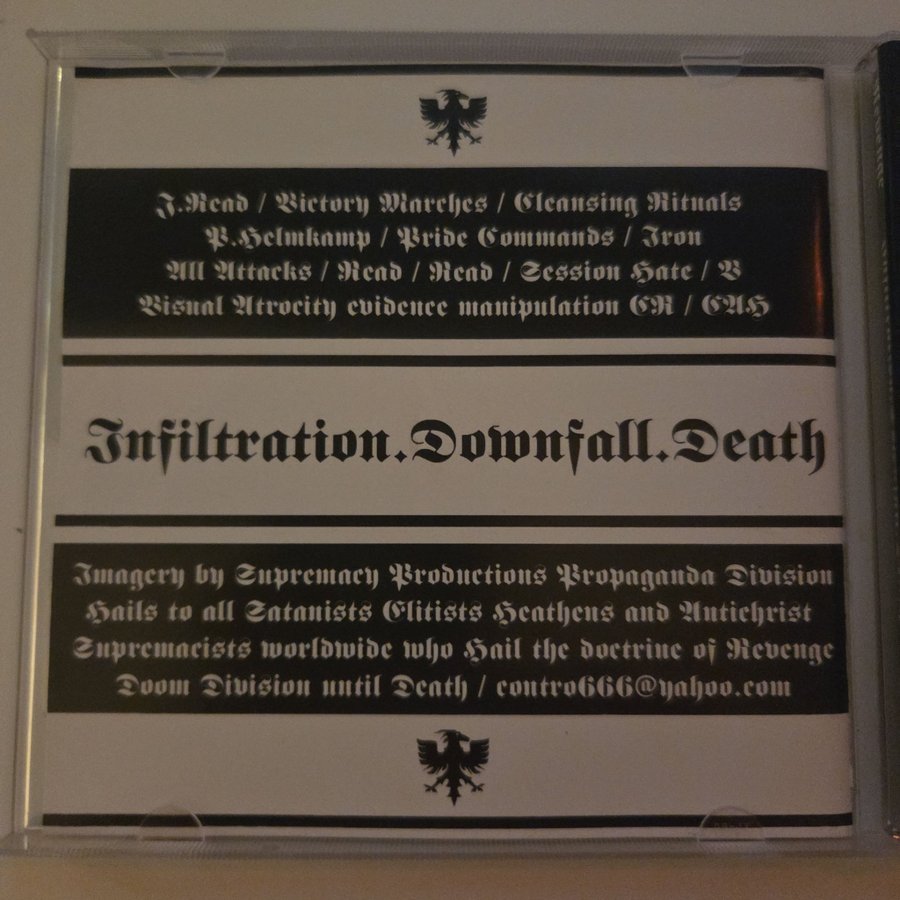 J.Read / Victory Marches / Cleansing Rituals
P.Helmkamp / Pride Commands / Iron
All Attacks / Read / Read / Session Hate / V
Visual Atrocity evidence manipulation CR / CAH
Infiltration.Downfall.Death
Imagery by Supremacy Productions Propaganda Division
Hails to all Satanists Elitists Heathens and Antichrist
Supremacists worldwide who Hail the doctrine of Revenge
Doom Division until Death / contro666@yahoo.com